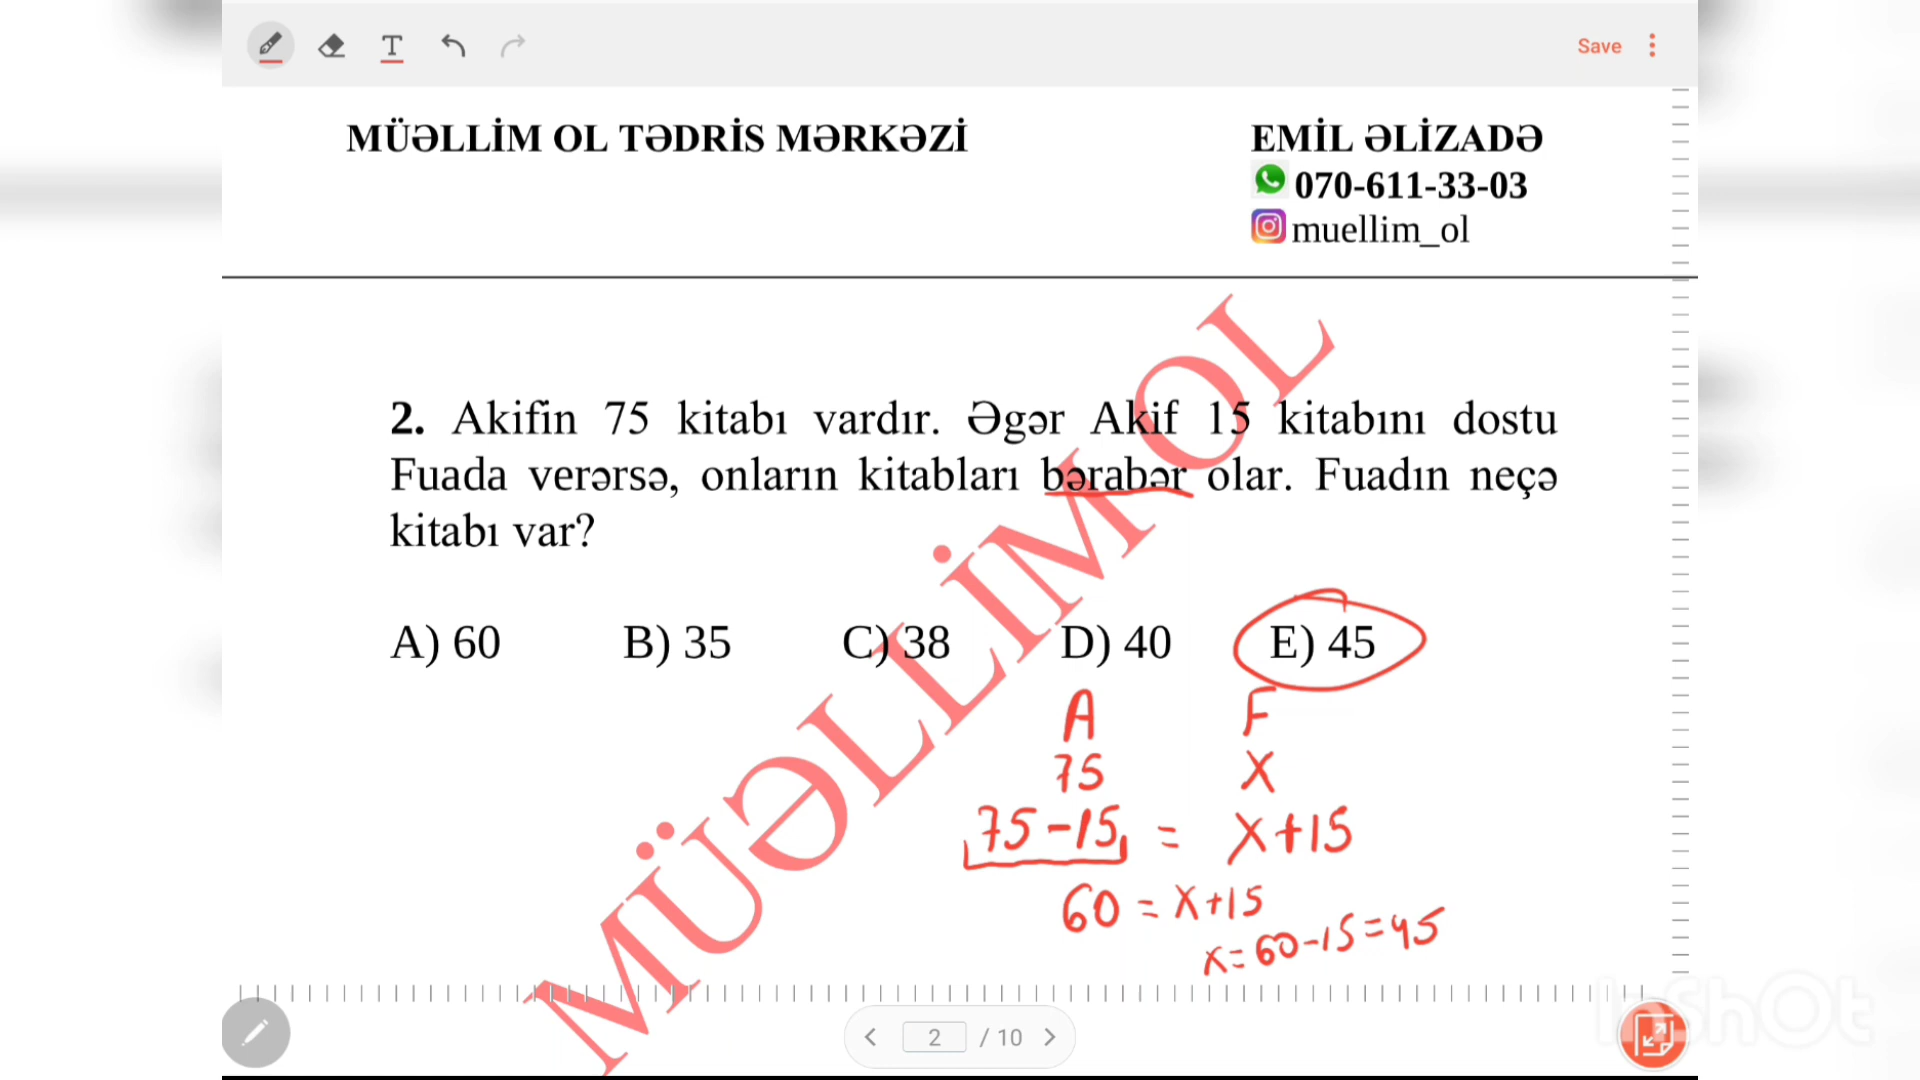 Save
MÜƏLLİM OL TƏDRİS MƏRKƏZİ
EMİL ƏLİZADƏ
070-611-33-03
muellim_ol
2. Akifin 75 kitabı vardır. Əgər Akif 15 kitabını dostu
Fuada verərsə, onların kitabları bərabər olar. Fuadın neçə
kitabı var?
A) 60 B) 35 C) 38 D) 40 E) 45
A F
75 X
75-15 = X+15
60 = X+15
x=60-15=45
MÜƏLLİM OL
2 / 10
InShOt